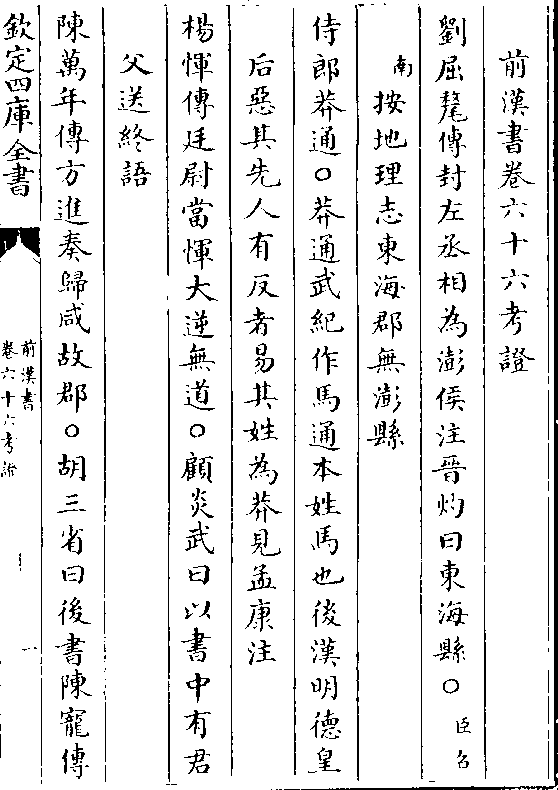 前漢書卷六十六考證
劉屈氂傳封左丞相為澎侯注晉灼曰東海縣○臣召
南按地理志東海郡無澎縣
侍郎莽通○莽通武紀作馬通本姓馬也後漢明德皇
后惡其先人有反者易其姓為莽見孟康注
楊惲傳廷尉當惲大逆無道○顧炎武曰以書中有君
父送終語
陳萬年傳方進奏歸咸故郡○胡三省曰後書陳寵傳
欽定四庫全書
前漢書
卷六十六考證
一